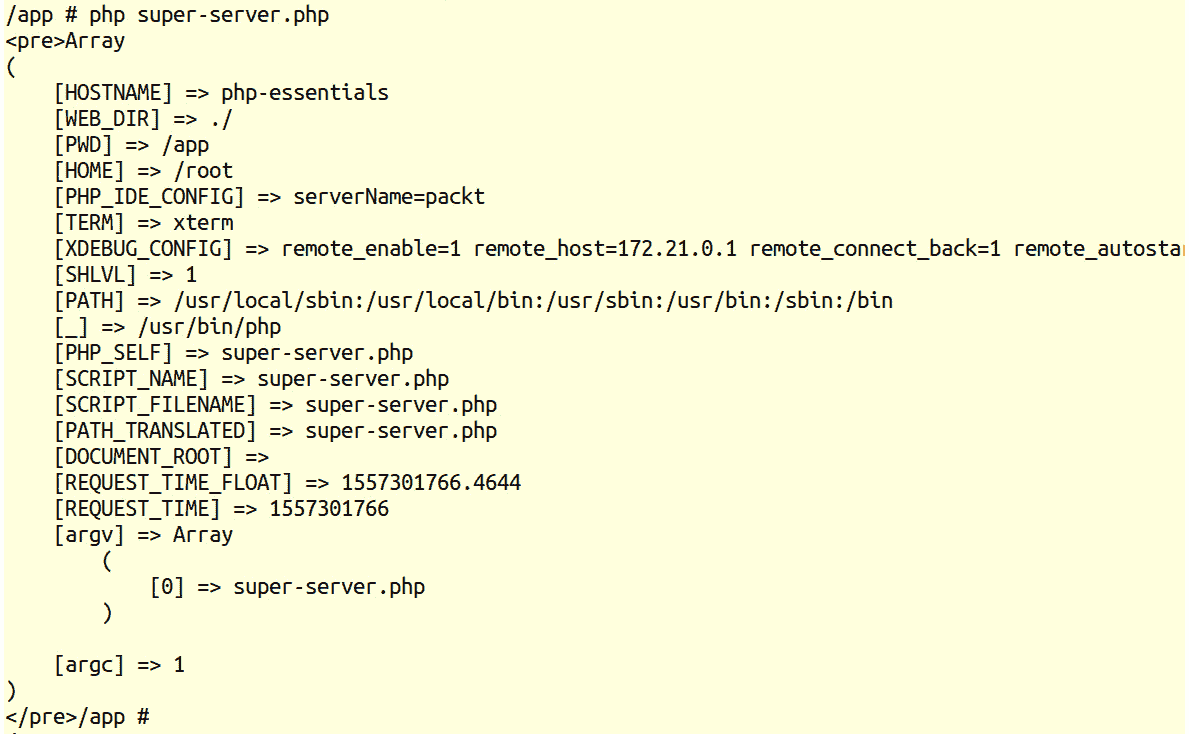 /app # php super-server.php
<pre>Array
(
    [HOSTNAME] => php-essentials
    [WEB_DIR] => ./
    [PWD] => /app
    [HOME] => /root
    [PHP_IDE_CONFIG] => serverName=packt
    [TERM] => xterm
    [XDEBUG_CONFIG] => remote_enable=1 remote_host=172.21.0.1 remote_connect_back=1 remote_autosta
    [SHLVL] => 1
    [PATH] => /usr/local/sbin:/usr/local/bin:/usr/sbin:/usr/bin:/sbin:/bin
    [_] => /usr/bin/php
    [PHP_SELF] => super-server.php
    [SCRIPT_NAME] => super-server.php
    [SCRIPT_FILENAME] => super-server.php
    [PATH_TRANSLATED] => super-server.php
    [DOCUMENT_ROOT] =>
    [REQUEST_TIME_FLOAT] => 1557301766.4644
    [REQUEST_TIME] => 1557301766
    [argv] => Array
        (
            [0] => super-server.php
        )

    [argc] => 1
)
</pre>/app #